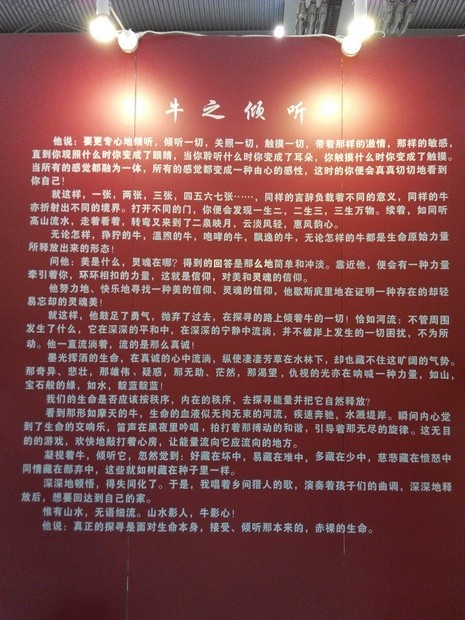 牛之倾听
他说：要更专心地倾听，倾听一切，关照一切，触摸一切，带着那样的激情，那样的敏感，
直到你观照什么时你变成了眼睛，当你聆听什么时你变成了耳朵，你触摸什么时你变成了触摸。
当所有的感觉都融为一体，所有的感觉都变成一种由心的感性，这时的你便会真真切切地看到
你自己！
就这样，一张，两张，三张，四五六七张……，同样的言辞负载着不同的意义，同样的牛
亦折射出不同的境界。打开不同的门，你便会发现一生二，二生三，三生万物。续着，如同听
高山流水，走着看着，转弯又来到了二泉映月，云淡风轻，惠风韵心。
无论怎样，狰狞的牛，温煦的牛，咆哮的牛，飘逸的牛，无论怎样的牛都是生命原始力量
所释放出来的形态！
问他：美是什么，灵魂在哪？得到的回答是那么地简单和冲淡。靠近他，便会有一种力量
牵引着你，环环相扣的力量，这就是信仰，对美和灵魂的信仰。
他努力地、快乐地寻找一种美的信仰、灵魂的信仰，他歇斯底里地在证明一种存在的却轻
易忘却的灵魂美！
就这样，他鼓足了勇气，抛弃了过去，在探寻的路上倾着牛的一切！恰如河流：不管周围
发生了什么，它在深深的平和中，在深深的宁静中流淌，并不被岸上发生的一切困扰，不为所
动。他一直流淌着，流的是那么真诚！
墨光挥洒的生命，在真诚的心中流淌，纵使凄凄芳草在水林下，却也藏不住这旷阔的气势。
那奇异、悲壮，那雄伟、疑惑，那无助、茫然，那渴望，仇视的光亦在呐喊一种力量，如山，
宝石般的绿，如水，靛蓝靛蓝！
我们的生命是否应该按秩序，内在的秩序，去探寻能量并把它自然释放？
看到那形如摩天的牛，生命的血液似无拘无束的河流，疾速奔驰，水溅堤岸。瞬间内心觉
到了生命的交响乐，笛声在黑夜里吟唱，拍打着那搏动的和谐，引导着那无尽的旋律。这无目
的的游戏，欢快地敲打着心房，让能量流向它应流向的地方。
凝视着牛，倾听它，忽然觉到：好藏在坏中，易藏在难中，多藏在少中，慈悲藏在愤怒中
同情藏在鄙弃中，这些就如树藏在种子里一样。
深深地顿悟，得失同化了。于是，我唱着乡间猎人的歌，演奏着孩子们的曲调，深深地释
放后，想要回达到自己的家。
惟有山水，无语细流。山水影人，牛影心！
他说：真正的探寻是面对生命本身，接受、倾听那本来的，赤裸的生命。